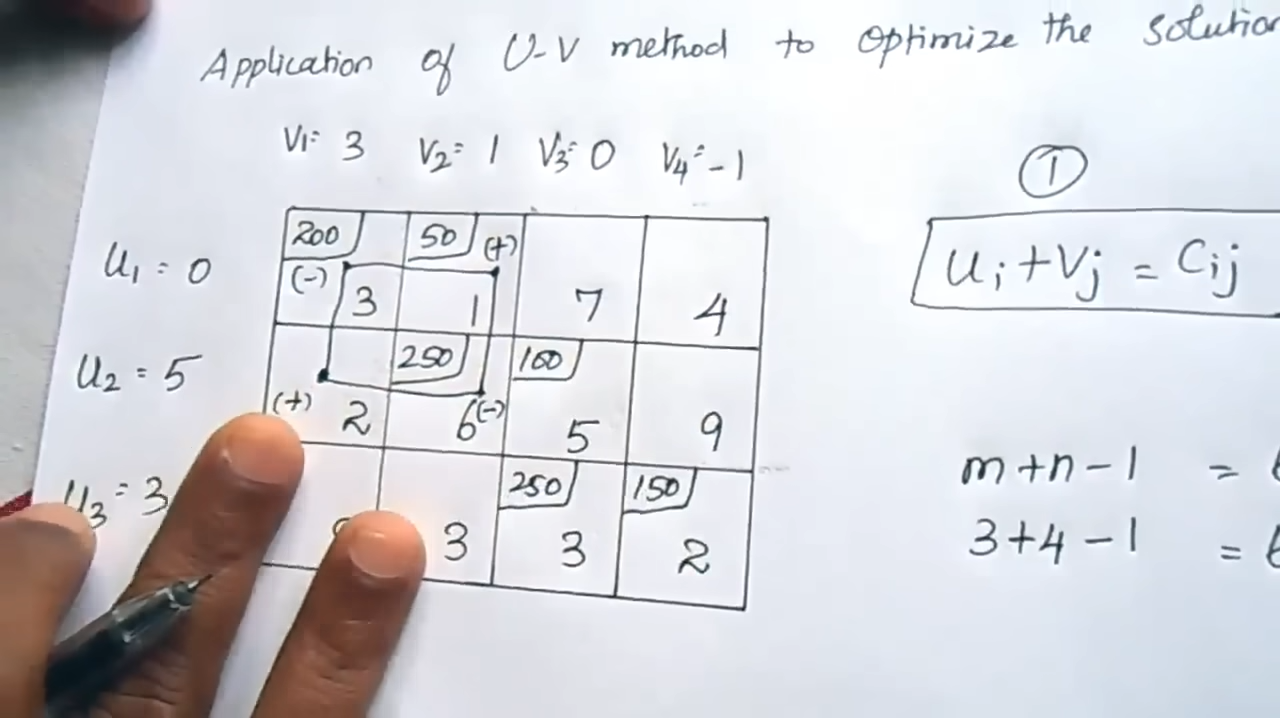 Application of U-V method to optimize the solution
V1= 3 V2= 1 V3= 0 V4= -1
①
U1 = 0
200 50 (+)
(-) 3 1 7 4
Ui + Vj = Cij
U2 = 5
250 100
(+) 2 6 (-) 5 9
U3 = 3
250 150
3 3 2
m+n-1 =
3+4-1 =